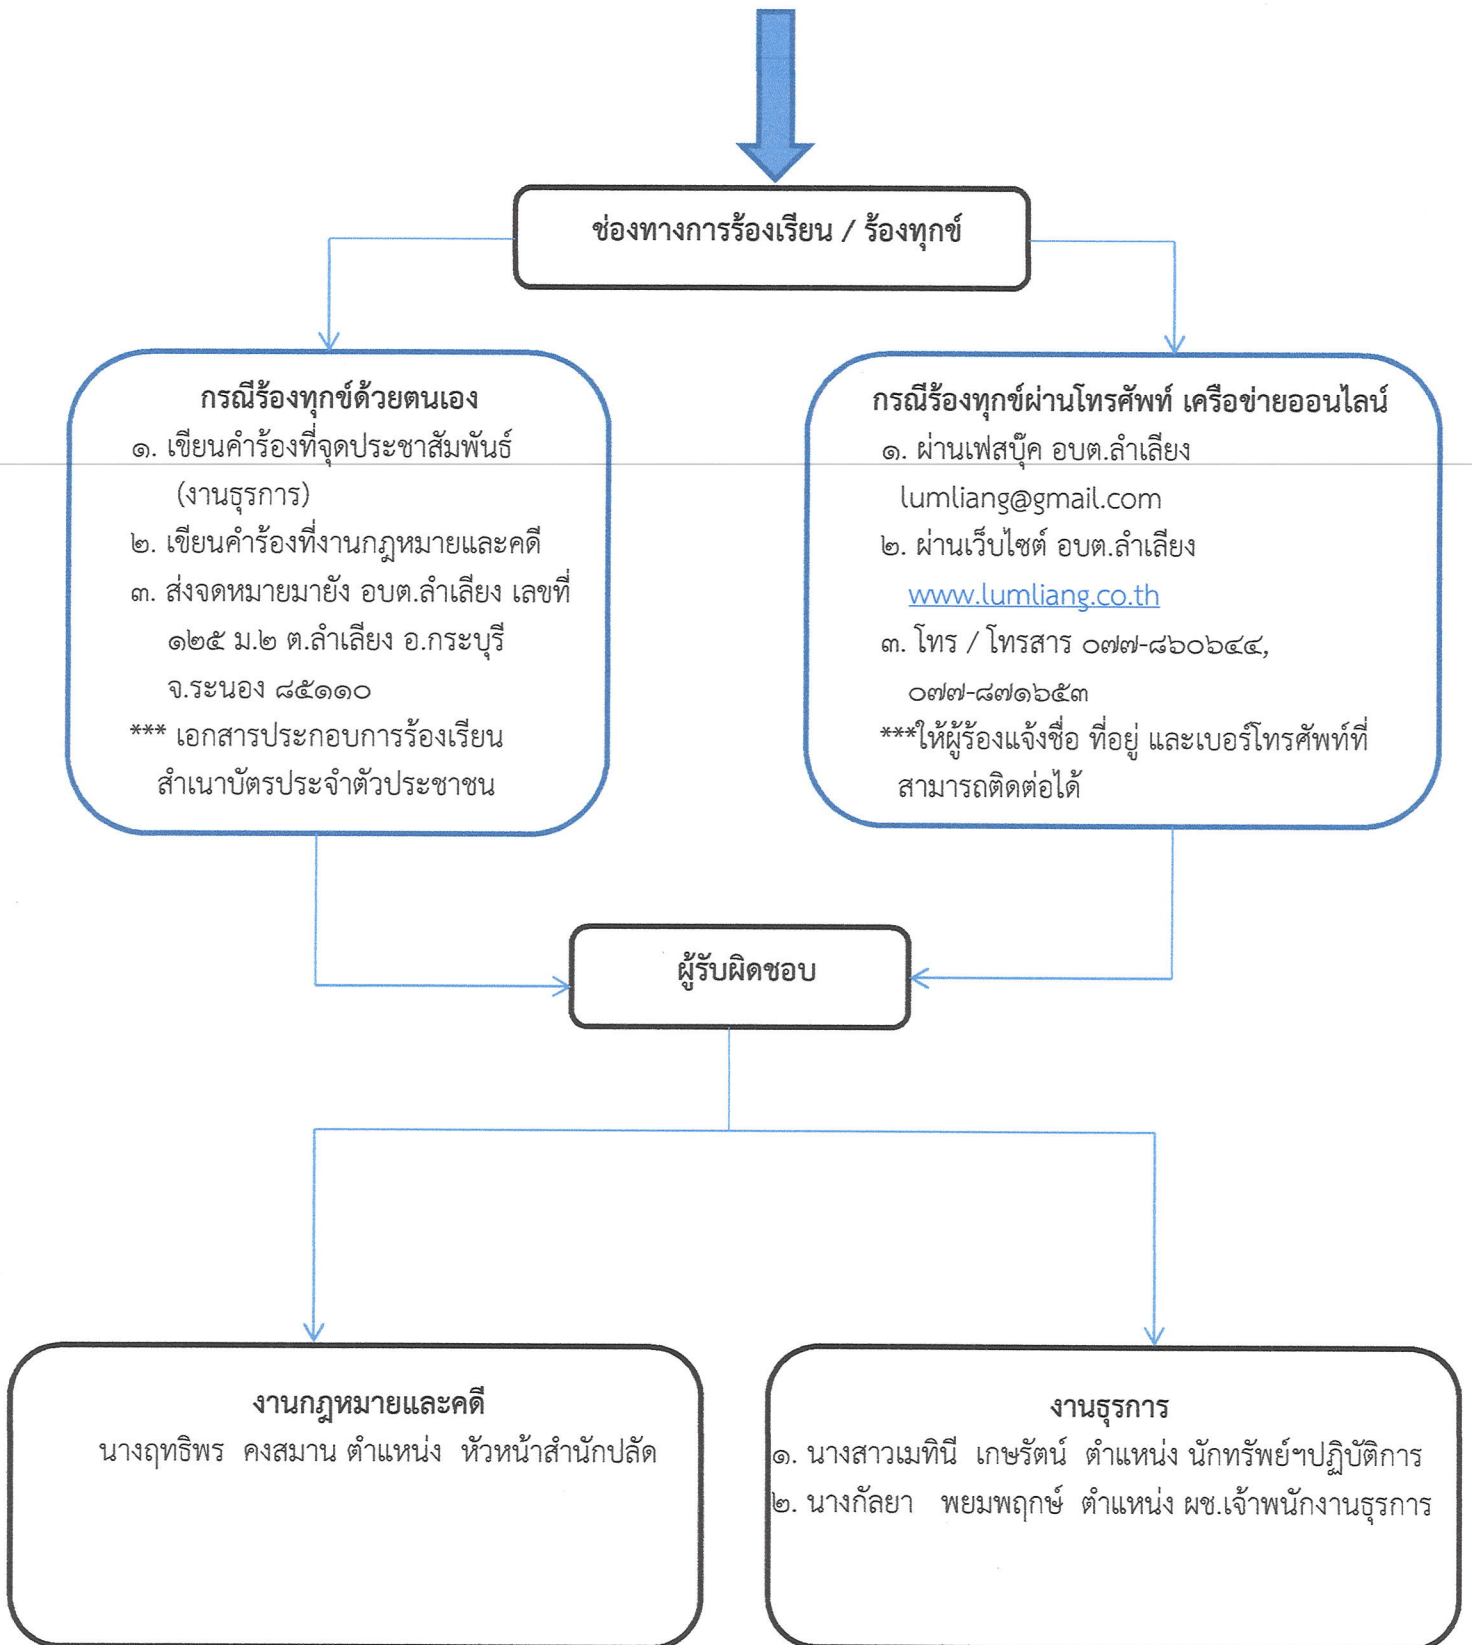 ช่องทางการร้องเรียน / ร้องทุกข์
กรณีร้องทุกข์ด้วยตนเอง
๑. เขียนคำร้องที่จุดประชาสัมพันธ์
(งานธุรการ)
๒. เขียนคำร้องที่งานกฎหมายและคดี
๓. ส่งจดหมายมายัง อบต.ลำเลียง เลขที่
๑๒๕ ม.๒ ต.ลำเลียง อ.กระบุรี
จ.ระนอง ๘๕๑๑๐
*** เอกสารประกอบการร้องเรียน
สำเนาบัตรประจำตัวประชาชน
กรณีร้องทุกข์ผ่านโทรศัพท์ เครือข่ายออนไลน์
๑. ผ่านเฟสบุ๊ค อบต.ลำเลียง
lumliang@gmail.com
๒. ผ่านเว็บไซต์ อบต.ลำเลียง
www.lumliang.co.th
๓. โทร / โทรสาร ๐๗๗-๘๖๐๖๔๔,
๐๗๗-๘๗๑๖๕๓
***ให้ผู้ร้องแจ้งชื่อ ที่อยู่ และเบอร์โทรศัพท์ที่
สามารถติดต่อได้
ผู้รับผิดชอบ
งานกฎหมายและคดี
นางฤทธิพร คงสมาน ตำแหน่ง หัวหน้าสำนักปลัด
งานธุรการ
๑. นางสาวเมทินี เกษรัตน์ ตำแหน่ง นักทรัพย์ฯปฏิบัติการ
๒. นางกัลยา พยมพฤกษ์ ตำแหน่ง ผช.เจ้าพนักงานธุรการ